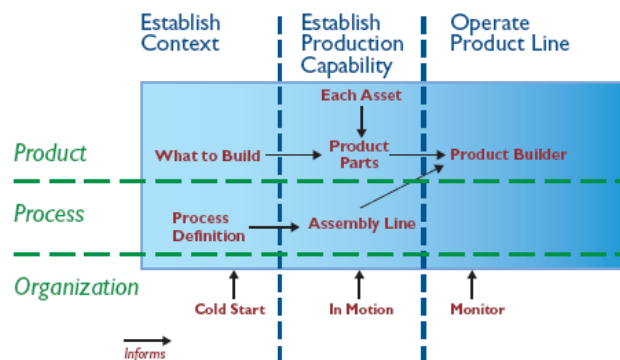 Establish
Context
Establish
Production
Capability
Operate
Product Line
Each Asset
Product
What to Build
Product
Parts
Product Builder
Process
Process
Definition
Assembly Line
Organization
Cold Start
In Motion
Monitor
Informs